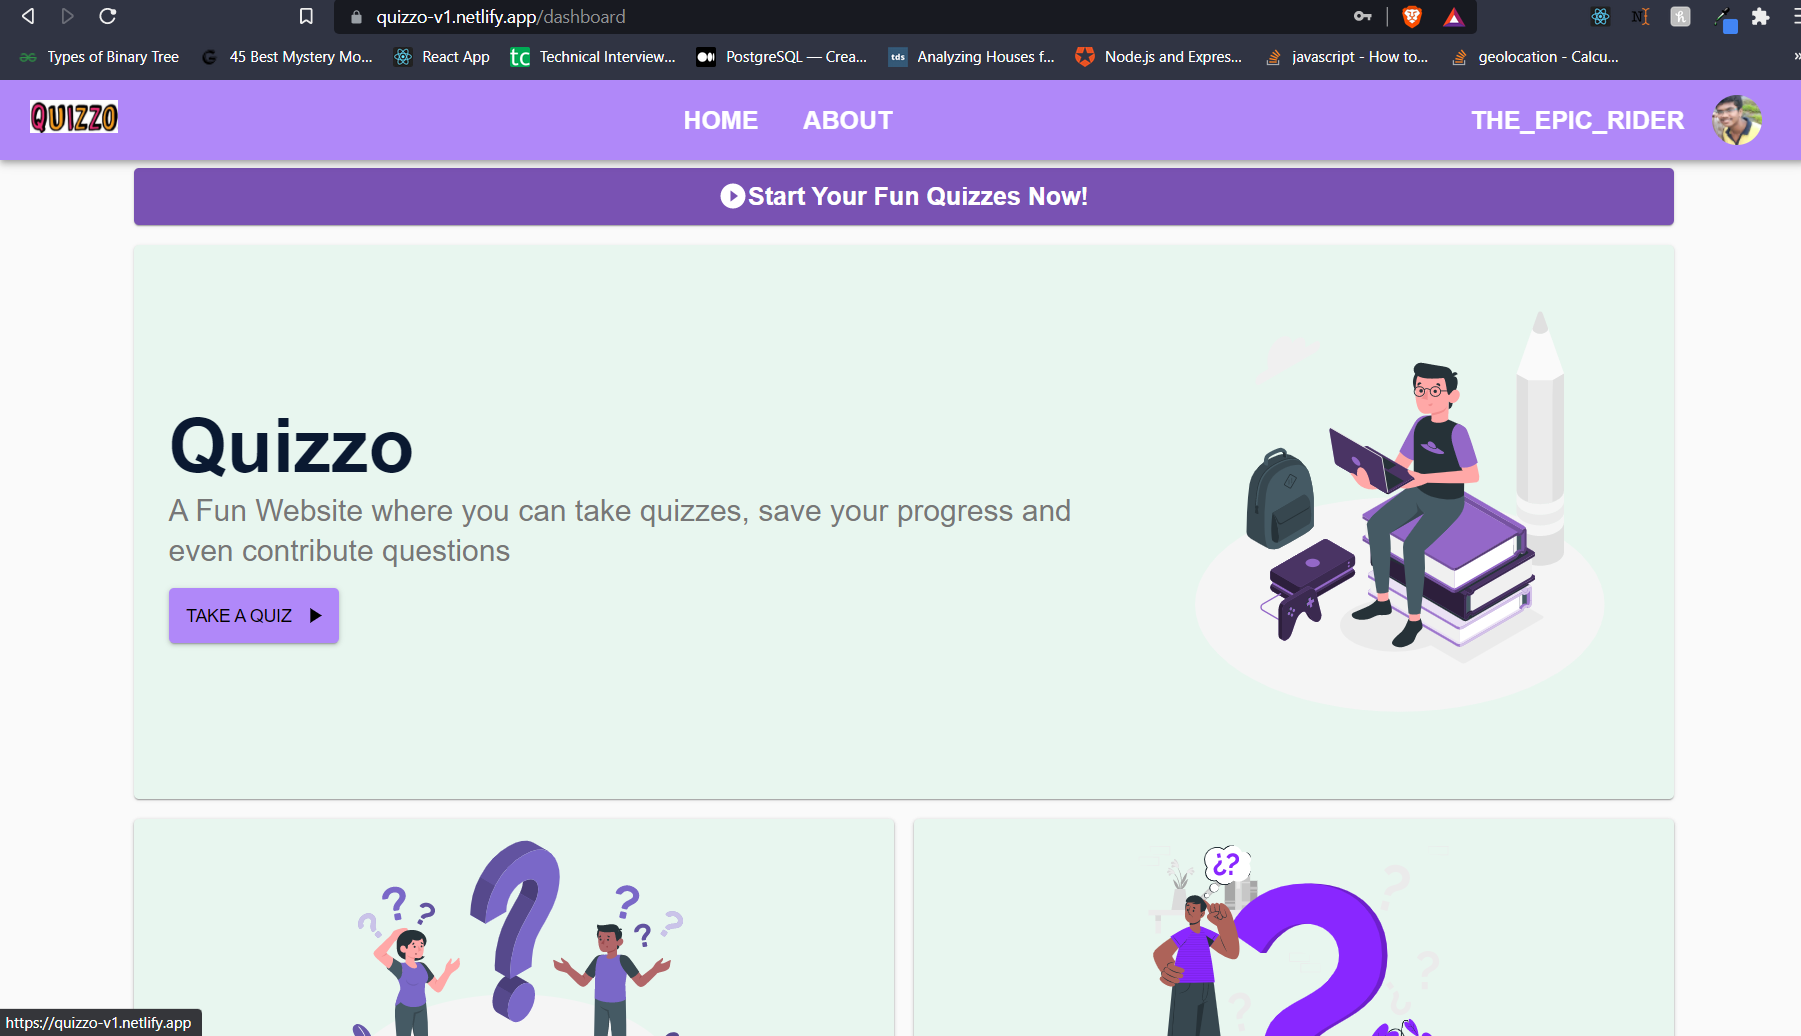 quizzo-v1.netlify.app/dashboard
Types of Binary Tree
45 Best Mystery Mo...
React App
tc
Technical Interview...
PostgreSQL — Crea...
tds
Analyzing Houses f...
Node.js and Expres...
javascript - How to...
geolocation - Calcu...
»
QUIZZO
HOME
ABOUT
THE_EPIC_RIDER
Start Your Fun Quizzes Now!
Quizzo
A Fun Website where you can take quizzes, save your progress and
even contribute questions
TAKE A QUIZ
? ? ? ? ? ? ?
¿?
?
https://quizzo-v1.netlify.app